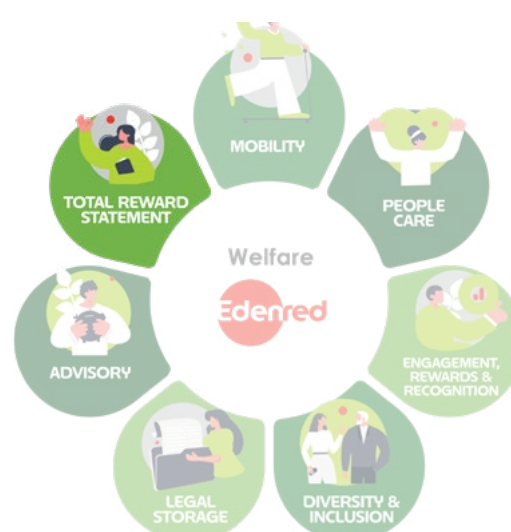 MOBILITY
TOTAL REWARD
STATEMENT
PEOPLE
CARE
Welfare
Edenred
ADVISORY
ENGAGEMENT,
REWARDS &
RECOGNITION
LEGAL
STORAGE
DIVERSITY &
INCLUSION